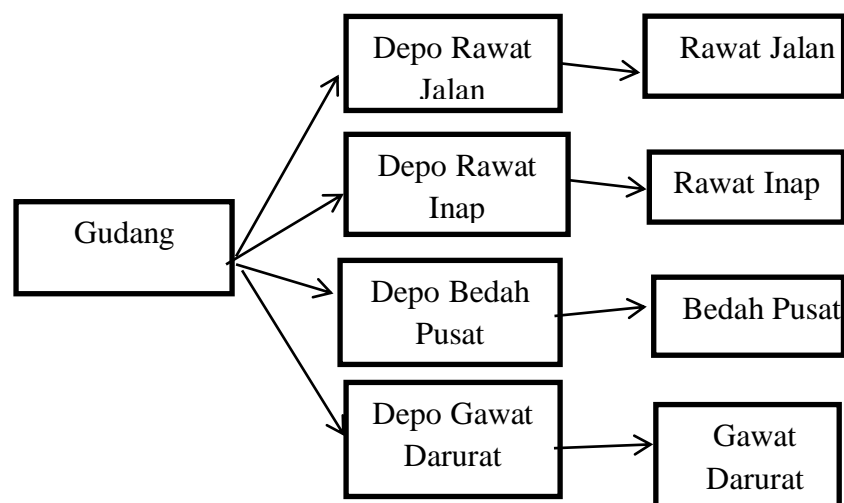 Gudang
Depo Rawat
Jalan
Rawat Jalan
Depo Rawat
Inap
Rawat Inap
Depo Bedah
Pusat
Bedah Pusat
Depo Gawat
Darurat
Gawat
Darurat